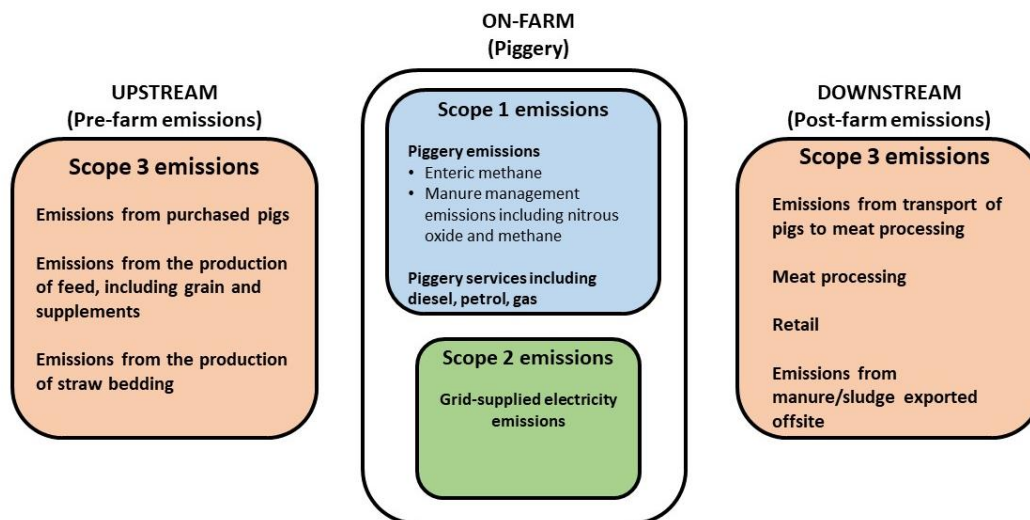 UPSTREAM
(Pre-farm emissions)
Scope 3 emissions
Emissions from purchased pigs
Emissions from the production
of feed, including grain and
supplements
Emissions from the production
of straw bedding
ON-FARM
(Piggery)
Scope 1 emissions
Piggery emissions
• Enteric methane
• Manure management
emissions including nitrous
oxide and methane
Piggery services including
diesel, petrol, gas
Scope 2 emissions
Grid-supplied electricity
emissions
DOWNSTREAM
(Post-farm emissions)
Scope 3 emissions
Emissions from transport of
pigs to meat processing
Meat processing
Retail
Emissions from
manure/sludge exported
offsite